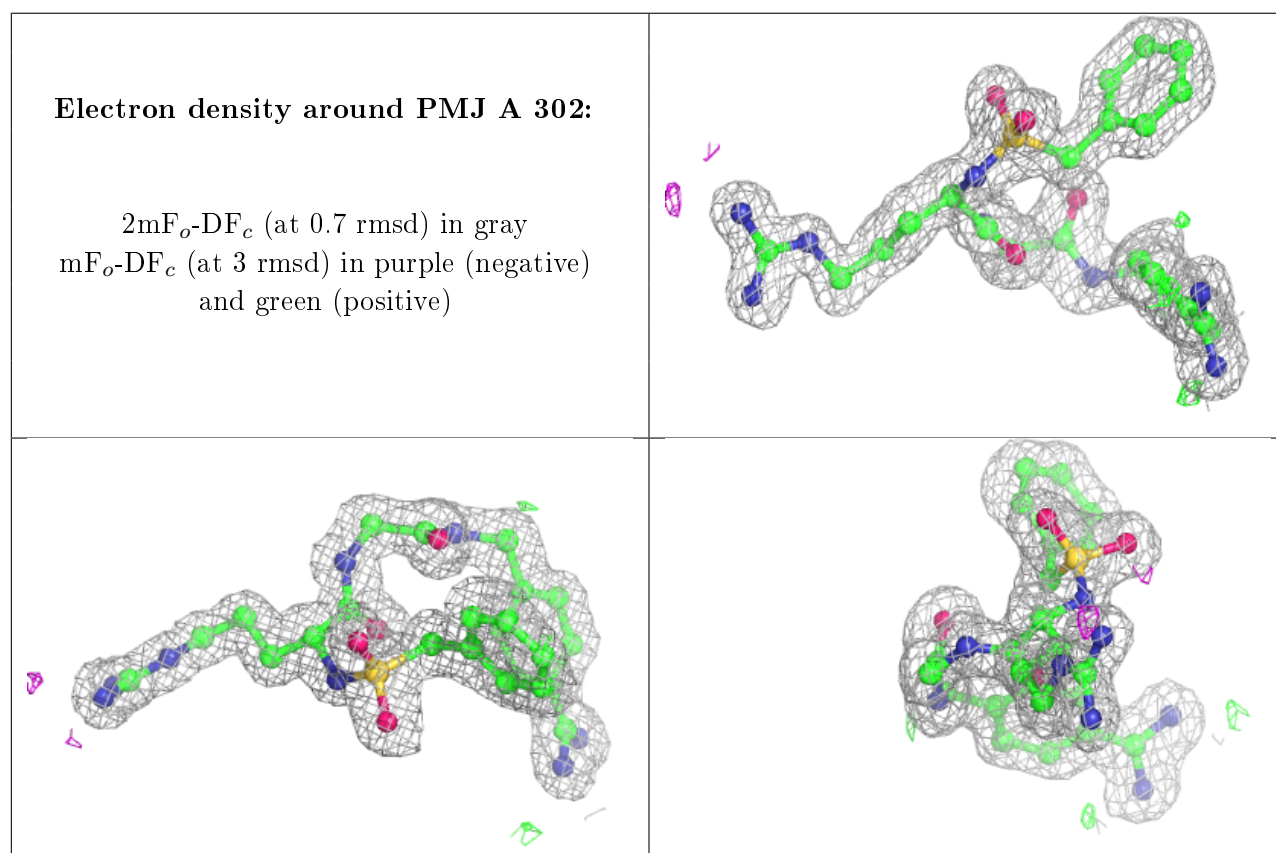 Electron density around PMJ A 302:
2mFo-DFc (at 0.7 rmsd) in gray
mFo-DFc (at 3 rmsd) in purple (negative)
and green (positive)